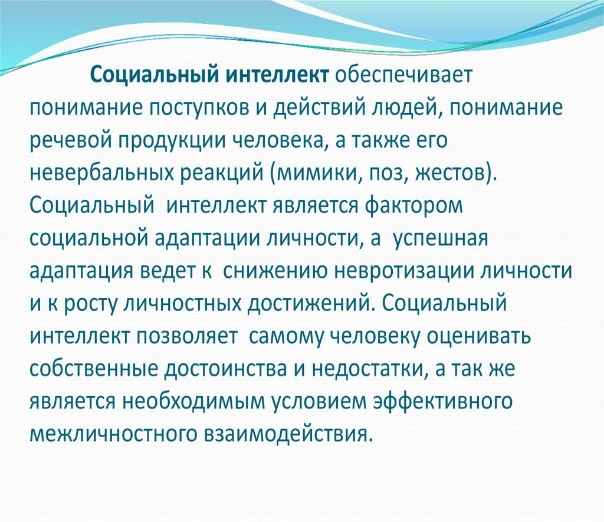 Социальный интеллект обеспечивает
понимание поступков и действий людей, понимание
речевой продукции человека, а также его
невербальных реакций (мимики, поз, жестов).
Социальный интеллект является фактором
социальной адаптации личности, а успешная
адаптация ведет к снижению невротизации личности
и к росту личностных достижений. Социальный
интеллект позволяет самому человеку оценивать
собственные достоинства и недостатки, а так же
является необходимым условием эффективного
межличностного взаимодействия.